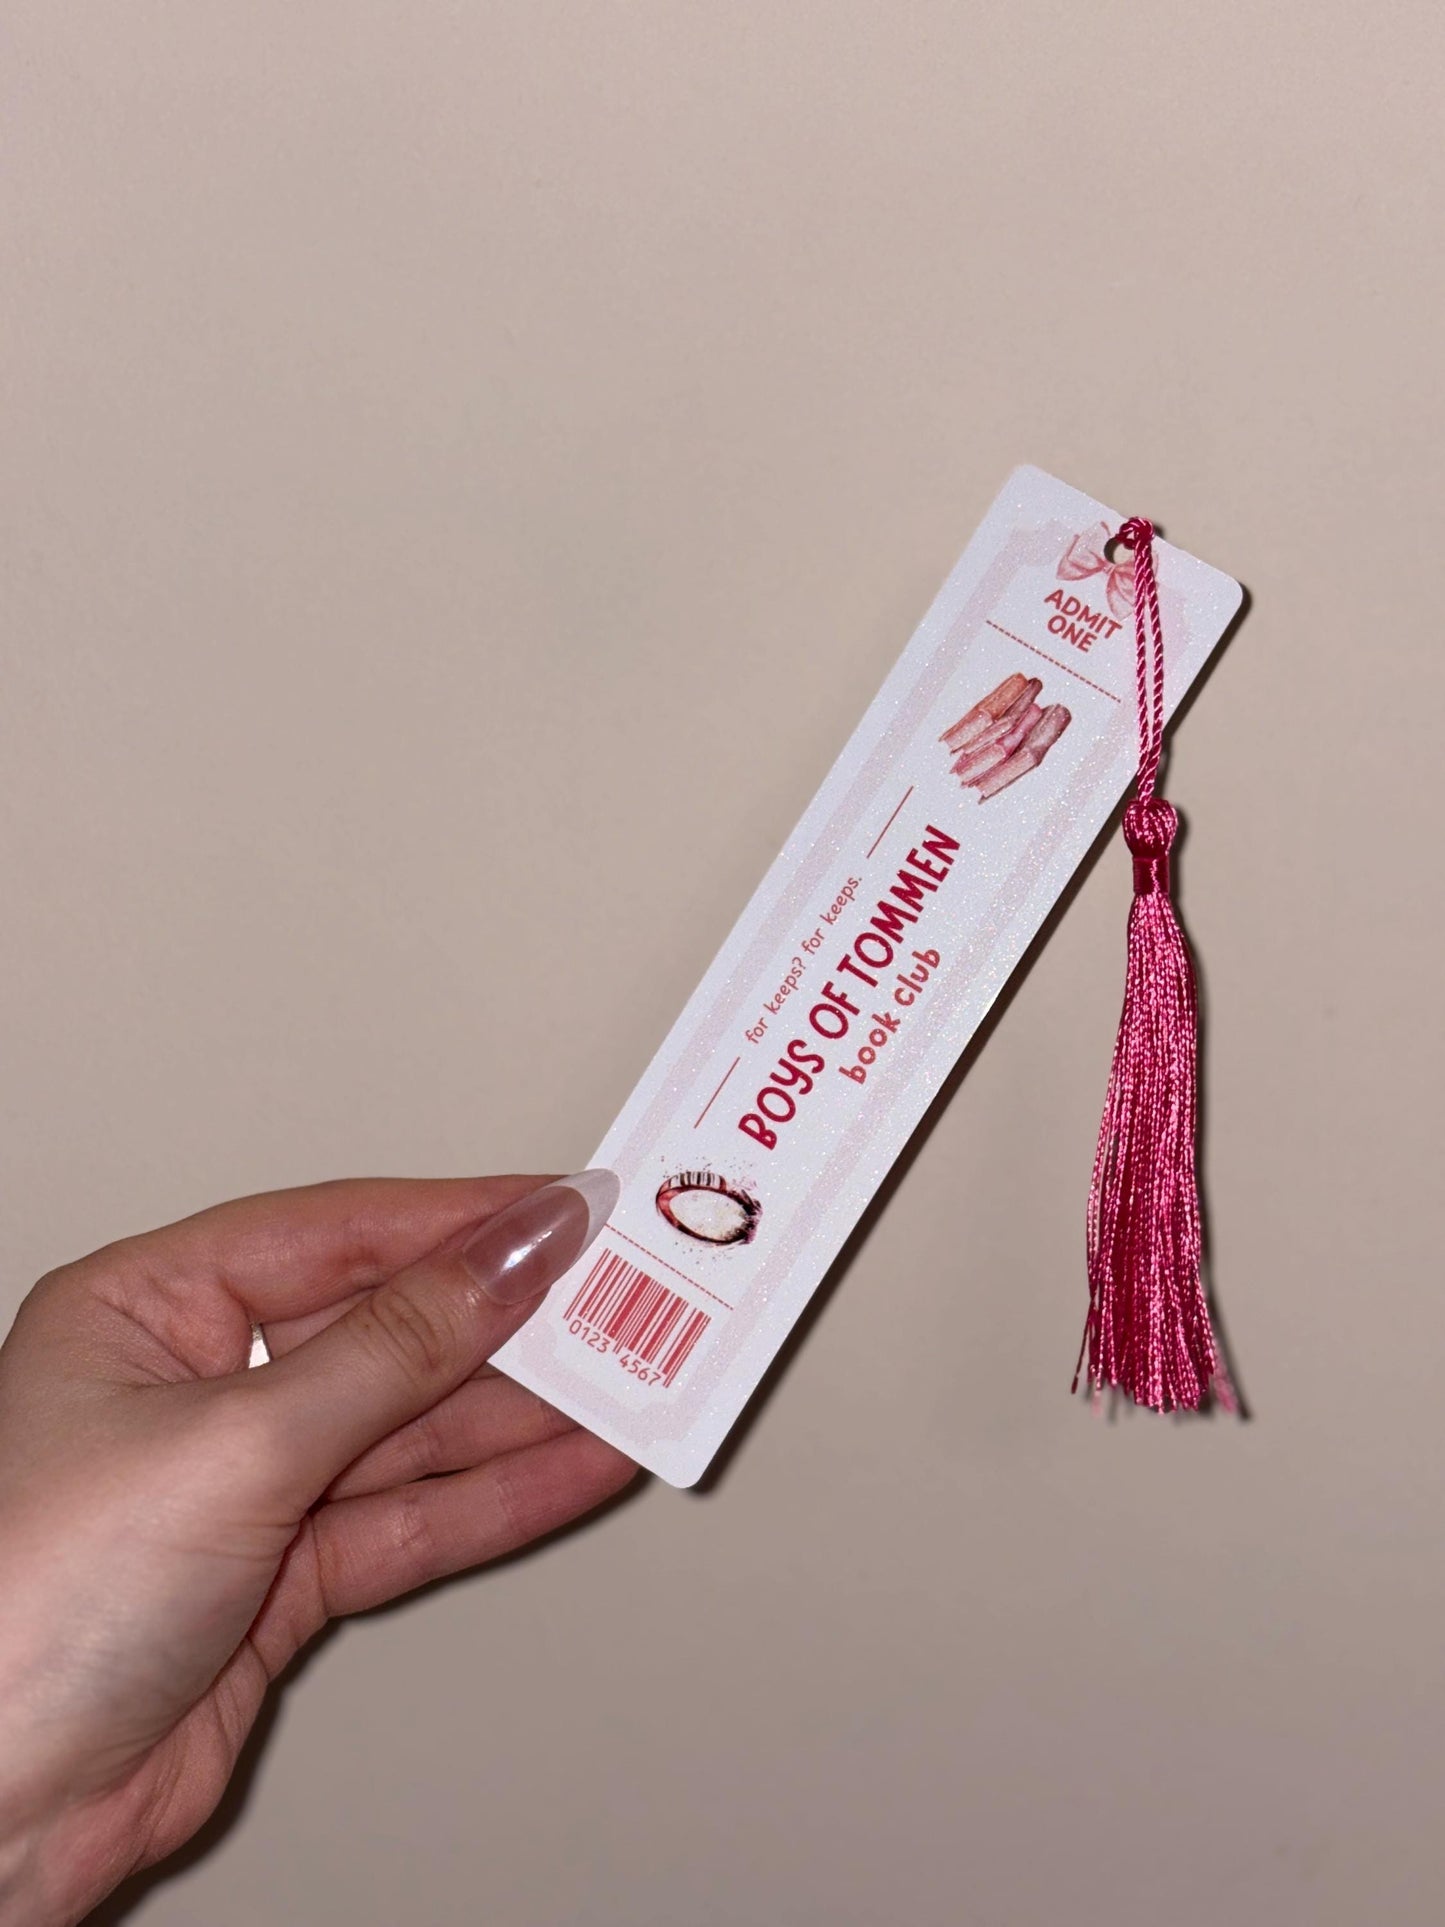 ADMIT
ONE
for keeps? for keeps.
BOYS OF TOMMEN
book club
0123 4567